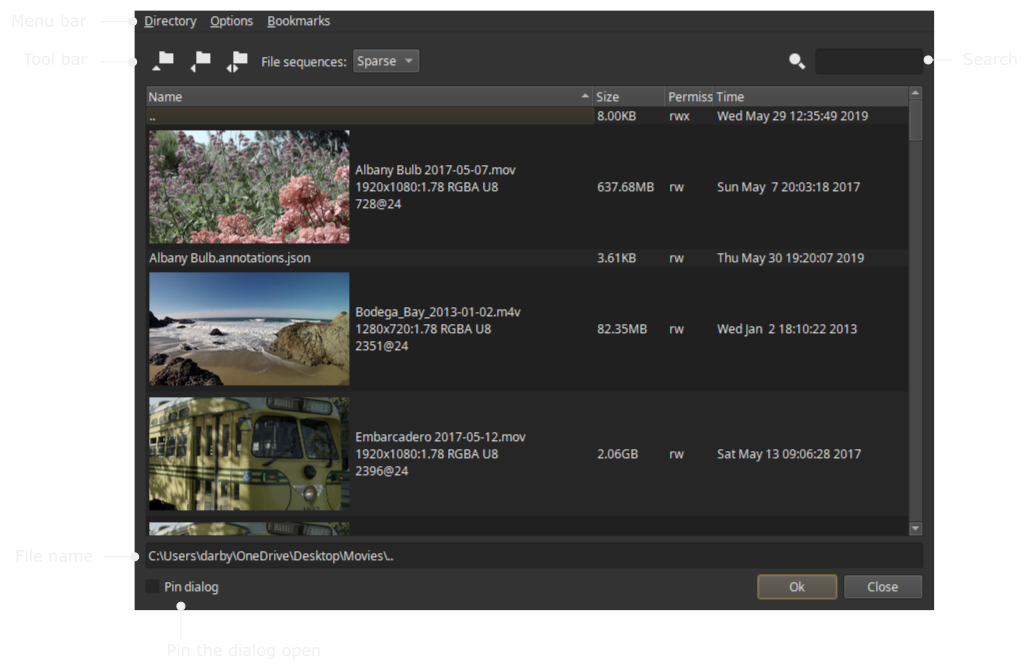 Menu bar
Directory Options Bookmarks
Tool bar
File sequences: Sparse
Search
Name Size Permiss Time
.. 8.00KB rwx Wed May 29 12:35:49 2019
Albany Bulb 2017-05-07.mov
1920x1080:1.78 RGBA U8 637.68MB rw Sun May 7 20:03:18 2017
728@24
Albany Bulb.annotations.json 3.61KB rw Thu May 30 19:20:07 2019
Bodega_Bay_2013-01-02.m4v
1280x720:1.78 RGBA U8 82.35MB rw Wed Jan 2 18:10:22 2013
2351@24
Embarcadero 2017-05-12.mov
1920x1080:1.78 RGBA U8 2.06GB rw Sat May 13 09:06:28 2017
2396@24
File name
C:\Users\darby\OneDrive\Desktop\Movies\..
Pin dialog Ok Close
Pin the dialog open